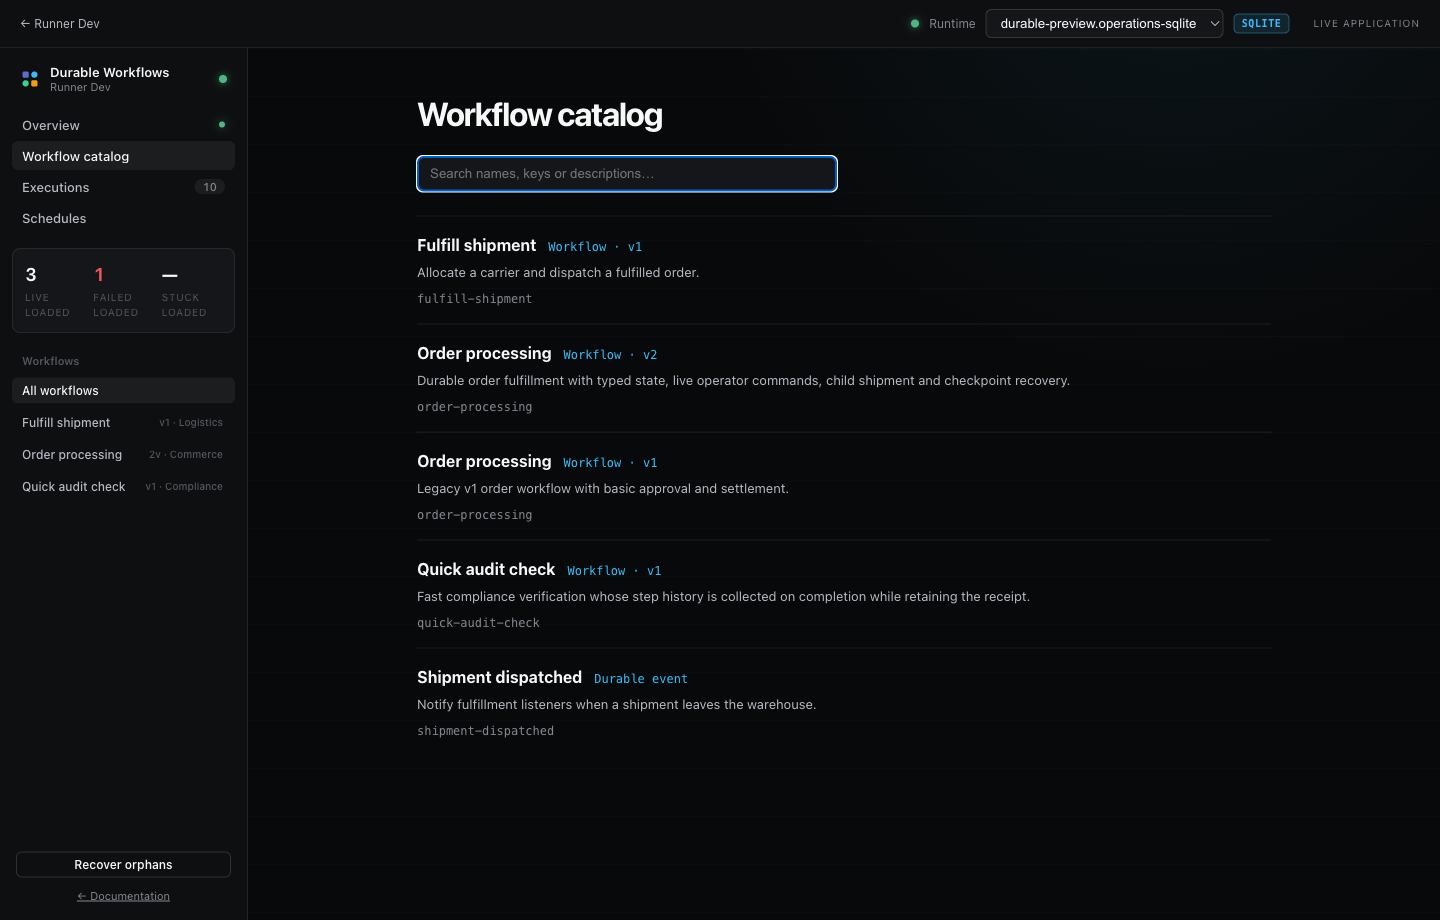 ← Runner Dev
Runtime
durable-preview.operations-sqlite
SQLITE
LIVE APPLICATION
Durable Workflows
Runner Dev
Overview
Workflow catalog
Executions 10
Schedules
3 1 —
LIVE FAILED STUCK
LOADED LOADED LOADED
Workflows
All workflows
Fulfill shipment v1 · Logistics
Order processing 2v · Commerce
Quick audit check v1 · Compliance
Recover orphans
← Documentation
Workflow catalog
Search names, keys or descriptions…
Fulfill shipment Workflow · v1
Allocate a carrier and dispatch a fulfilled order.
fulfill-shipment
Order processing Workflow · v2
Durable order fulfillment with typed state, live operator commands, child shipment and checkpoint recovery.
order-processing
Order processing Workflow · v1
Legacy v1 order workflow with basic approval and settlement.
order-processing
Quick audit check Workflow · v1
Fast compliance verification whose step history is collected on completion while retaining the receipt.
quick-audit-check
Shipment dispatched Durable event
Notify fulfillment listeners when a shipment leaves the warehouse.
shipment-dispatched